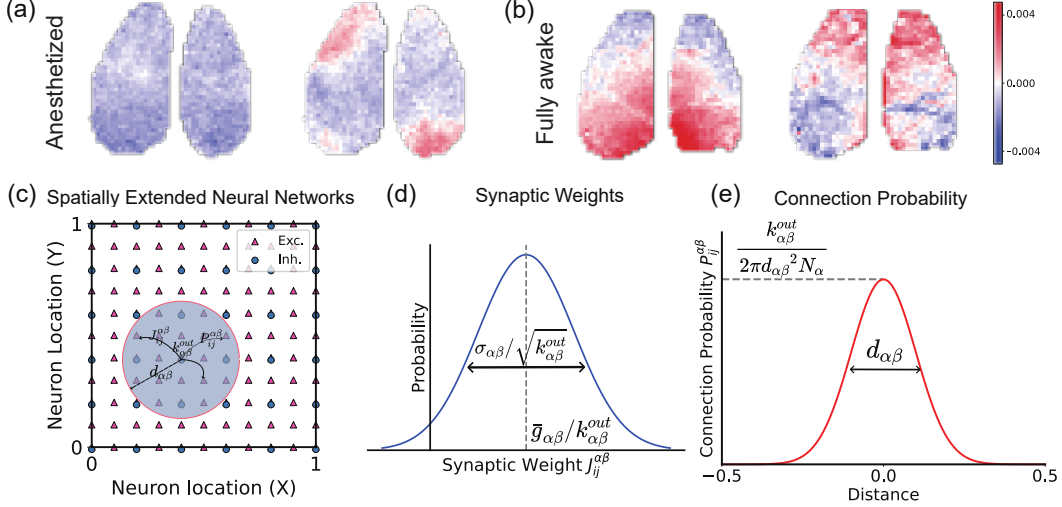 (a)
Anesthetized
(b)
Fully awake
0.004
0.000
−0.004
(c) Spatially Extended Neural Networks
1
Exc.
Inh.
Neuron Location (Y)
J_{ij}^{αβ}
k_{αβ}^{out}
P_{ij}^{αβ}
d_{αβ}
0
0 1
Neuron location (X)
(d) Synaptic Weights
Probability
σ_{αβ}/√k_{αβ}^{out}
ḡ_{αβ}/k_{αβ}^{out}
Synaptic Weight J_{ij}^{αβ}
(e) Connection Probability
Connection Probability P_{ij}^{αβ}
k_{αβ}^{out}
2πd_{αβ}²N_α
d_{αβ}
−0.5 0.0 0.5
Distance